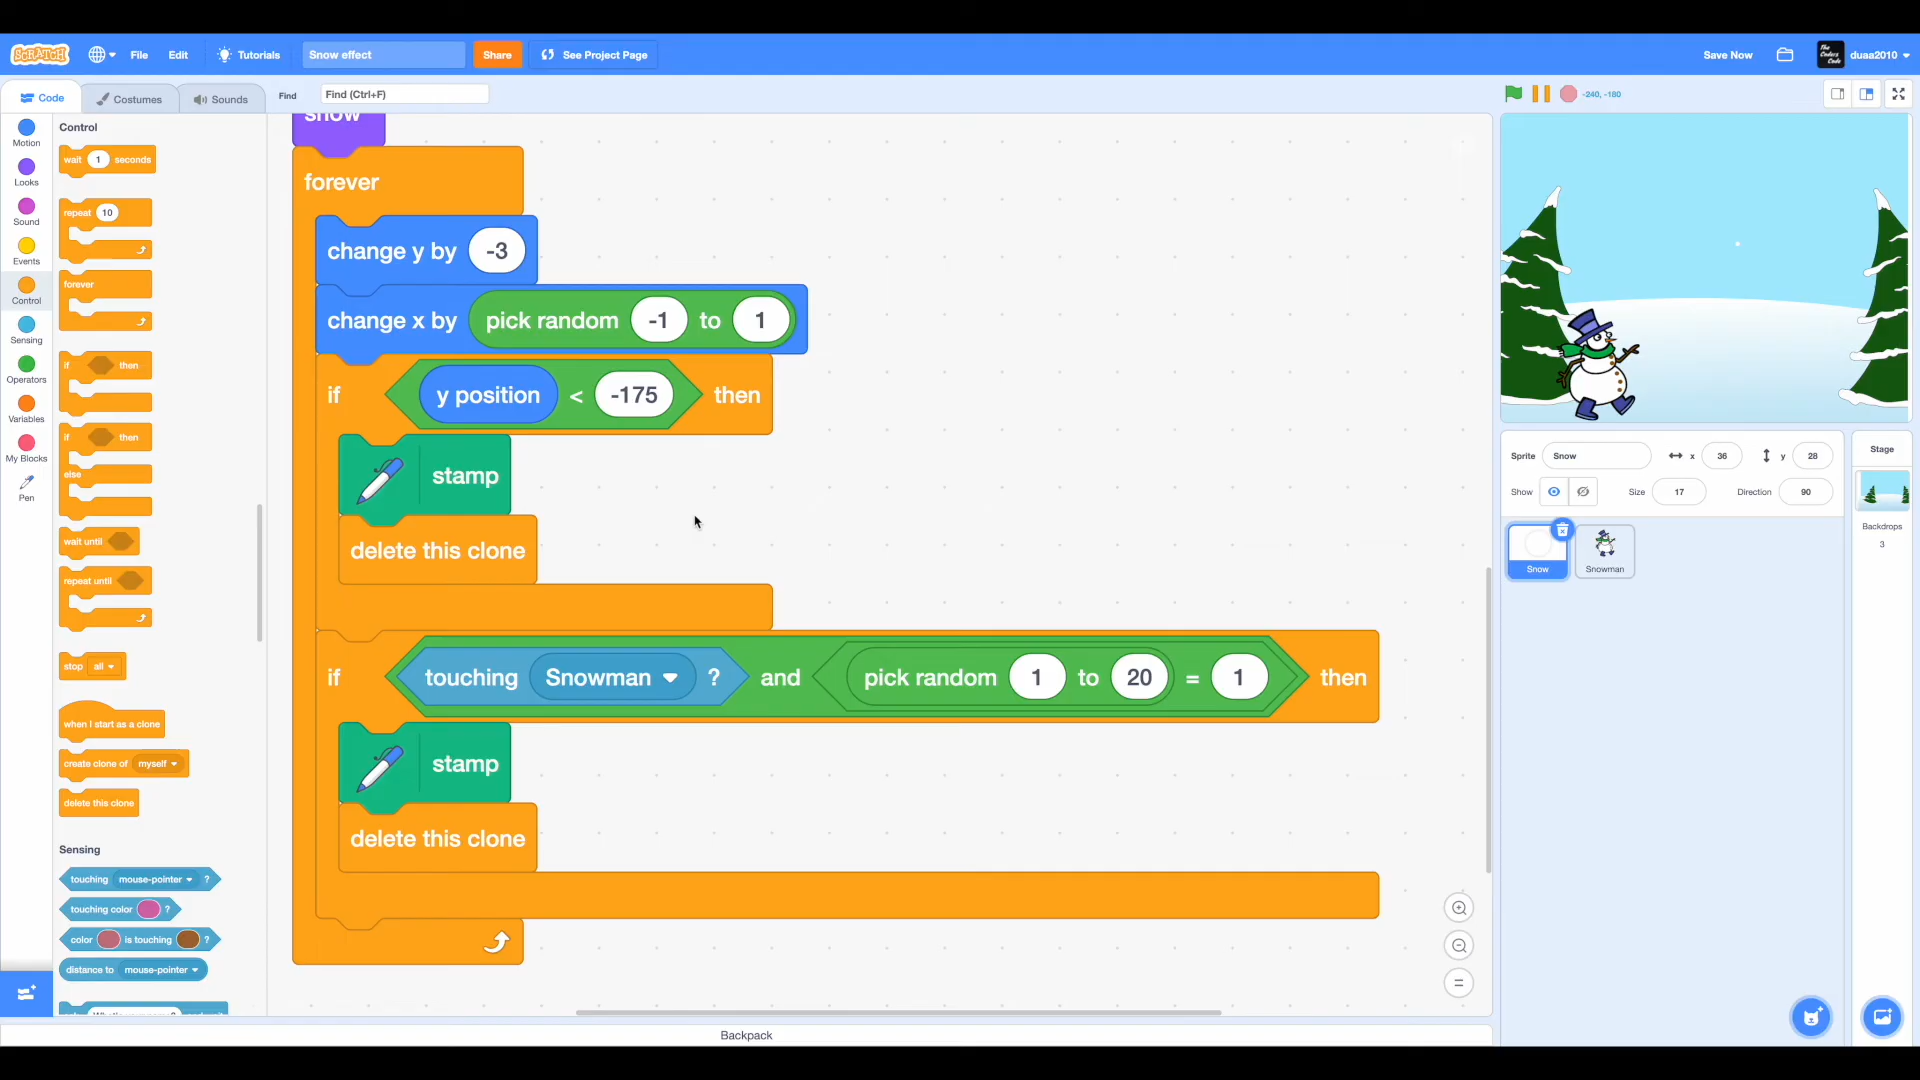 SCRATCH
File
Edit
Tutorials
Snow effect
Share
See Project Page
Save Now
The Coders Code
duaa2010
Code
Costumes
Sounds
Find
Find (Ctrl+F)
-240, -180
Motion
Looks
Sound
Events
Control
Sensing
Operators
Variables
My Blocks
Pen
Control
wait 1 seconds
repeat 10
forever
if then
if then
else
wait until
repeat until
stop all
when I start as a clone
create clone of myself
delete this clone
Sensing
touching mouse-pointer ?
touching color ?
color is touching ?
distance to mouse-pointer
show
forever
change y by -3
change x by pick random -1 to 1
if y position < -175 then
stamp
delete this clone
if touching Snowman ? and pick random 1 to 20 = 1 then
stamp
delete this clone
Backpack
Sprite Snow x 36 y 28
Show Size 17 Direction 90
Snow
Snowman
Stage
Backdrops
3